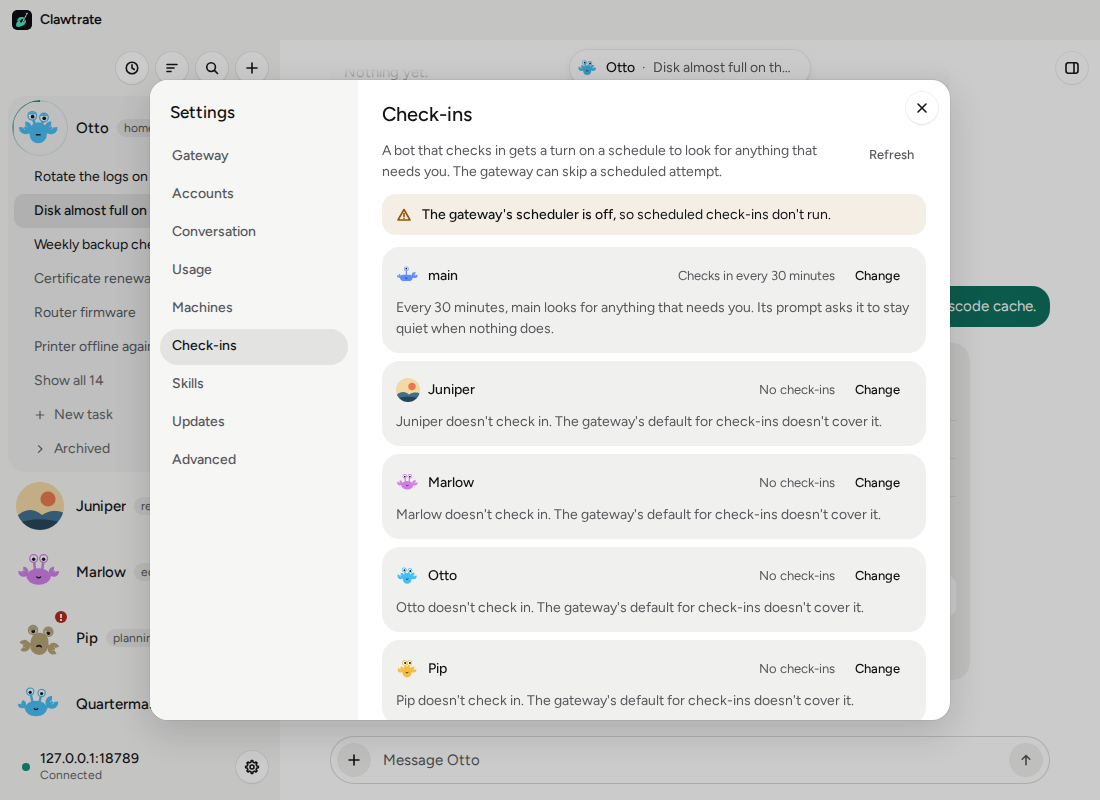 Clawtrate
Nothing yet.
Otto · Disk almost full on th...
Otto
Rotate the logs on
Disk almost full on
Weekly backup che
Certificate renewa
Router firmware
Printer offline again
Show all 14
New task
Archived
Juniper
Marlow
Pip plannin
Quarterma
127.0.0.1:18789
Connected
Settings
Gateway
Accounts
Conversation
Usage
Machines
Check-ins
Skills
Updates
Advanced
Check-ins
A bot that checks in gets a turn on a schedule to look for anything that
needs you. The gateway can skip a scheduled attempt.
Refresh
The gateway's scheduler is off, so scheduled check-ins don't run.
main Checks in every 30 minutes Change
Every 30 minutes, main looks for anything that needs you. Its prompt asks it to stay
quiet when nothing does.
Juniper No check-ins Change
Juniper doesn't check in. The gateway's default for check-ins doesn't cover it.
Marlow No check-ins Change
Marlow doesn't check in. The gateway's default for check-ins doesn't cover it.
Otto No check-ins Change
Otto doesn't check in. The gateway's default for check-ins doesn't cover it.
Pip No check-ins Change
Pip doesn't check in. The gateway's default for check-ins doesn't cover it.
scode cache.
Message Otto